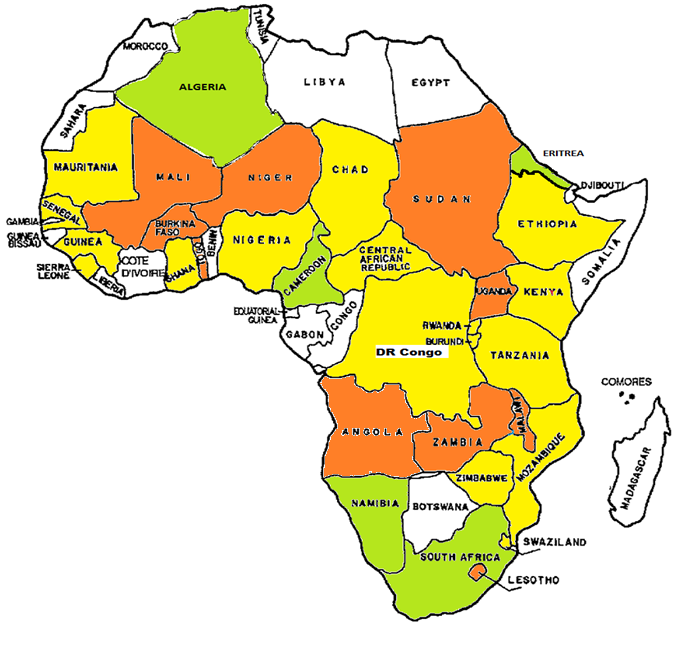 TUNISIA
MOROCCO
ALGERIA
LIBYA
EGYPT
SAHARA
MAURITANIA
MALI
NIGER
CHAD
SUDAN
ERITREA
DJIBOUTI
SENEGAL
GAMBIA
GUINEA
BISSAU
GUINEA
SIERRA
LEONE
LIBERIA
COTE
D'IVOIRE
BURKINA
FASO
GHANA
TOGO
BENIN
NIGERIA
CAMEROON
CENTRAL
AFRICAN
REPUBLIC
ETHIOPIA
SOMALIA
UGANDA
KENYA
EQUATORIAL
GUINEA
GABON
CONGO
RWANDA
BURUNDI
DR Congo
TANZANIA
COMORES
ANGOLA
ZAMBIA
MALAWI
MOZAMBIQUE
ZIMBABWE
MADAGASCAR
NAMIBIA
BOTSWANA
SWAZILAND
SOUTH AFRICA
LESOTHO